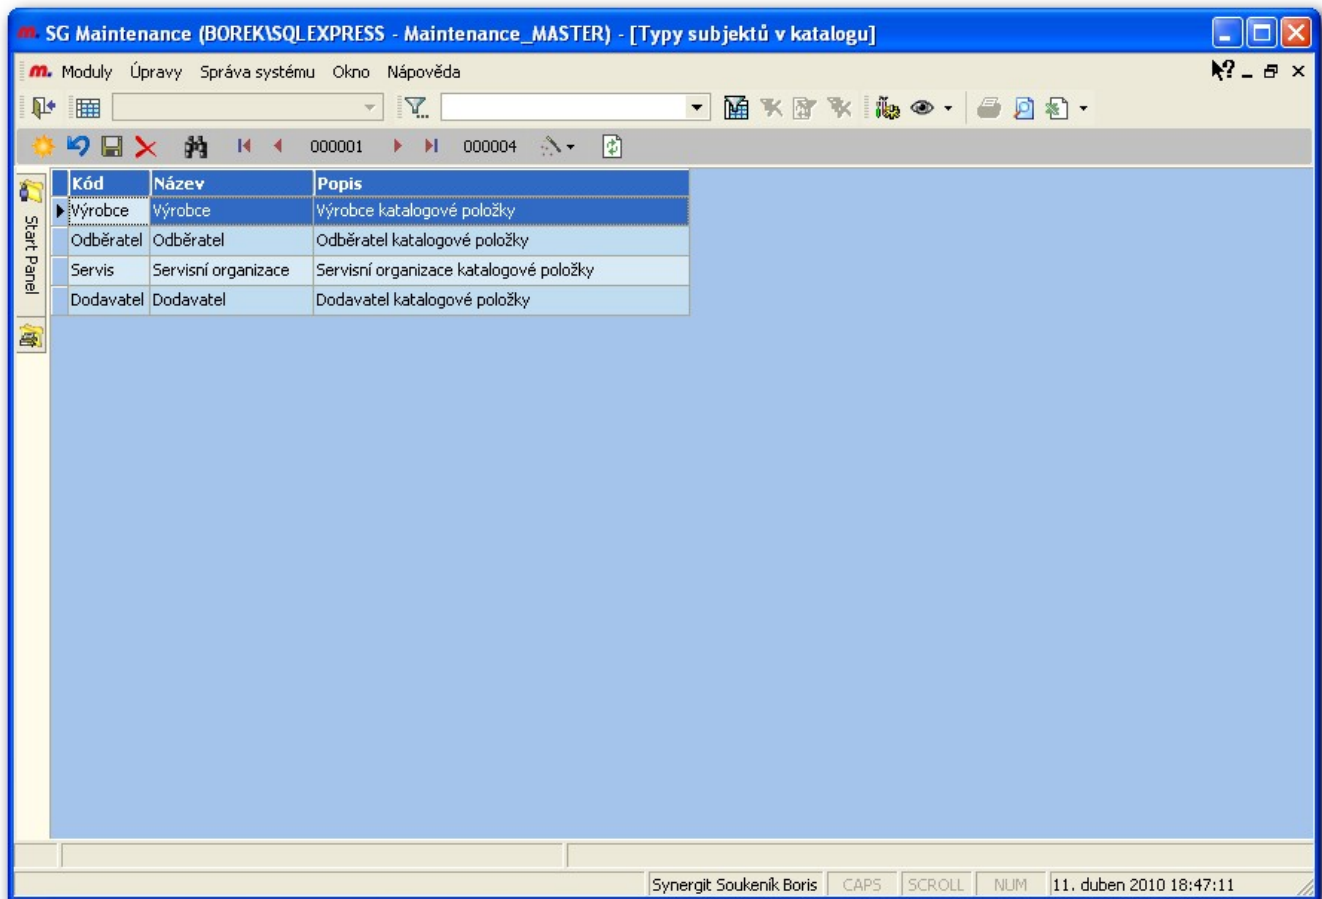 m. SG Maintenance (BOREK\SQLEXPRESS - Maintenance_MASTER) - [Typy subjektů v katalogu]
m. Moduly Úpravy Správa systému Okno Nápověda
000001 000004
Start Panel
Kód Název Popis
Výrobce Výrobce Výrobce katalogové položky
Odběratel Odběratel Odběratel katalogové položky
Servis Servisní organizace Servisní organizace katalogové položky
Dodavatel Dodavatel Dodavatel katalogové položky
Synergit Soukeník Boris CAPS SCROLL NUM 11. duben 2010 18:47:11